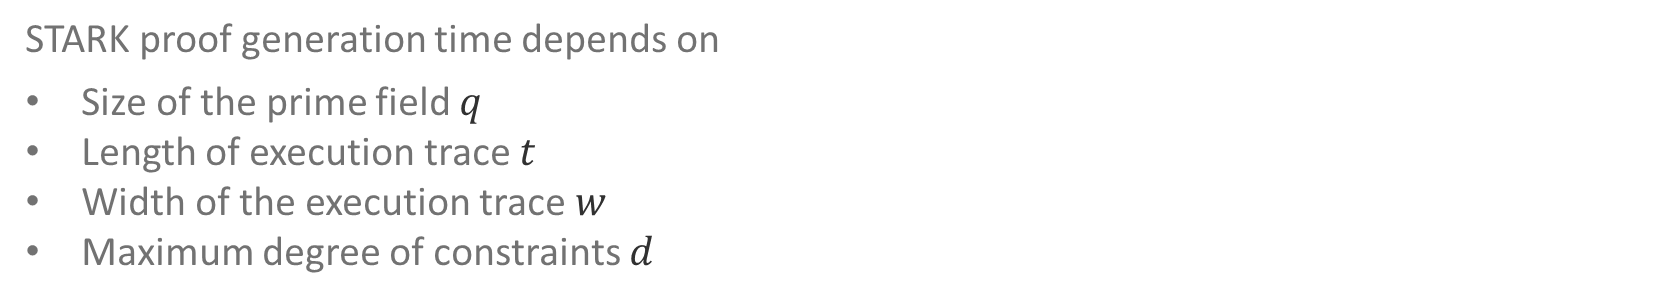 STARK proof generation time depends on
• Size of the prime field q
• Length of execution trace t
• Width of the execution trace w
• Maximum degree of constraints d